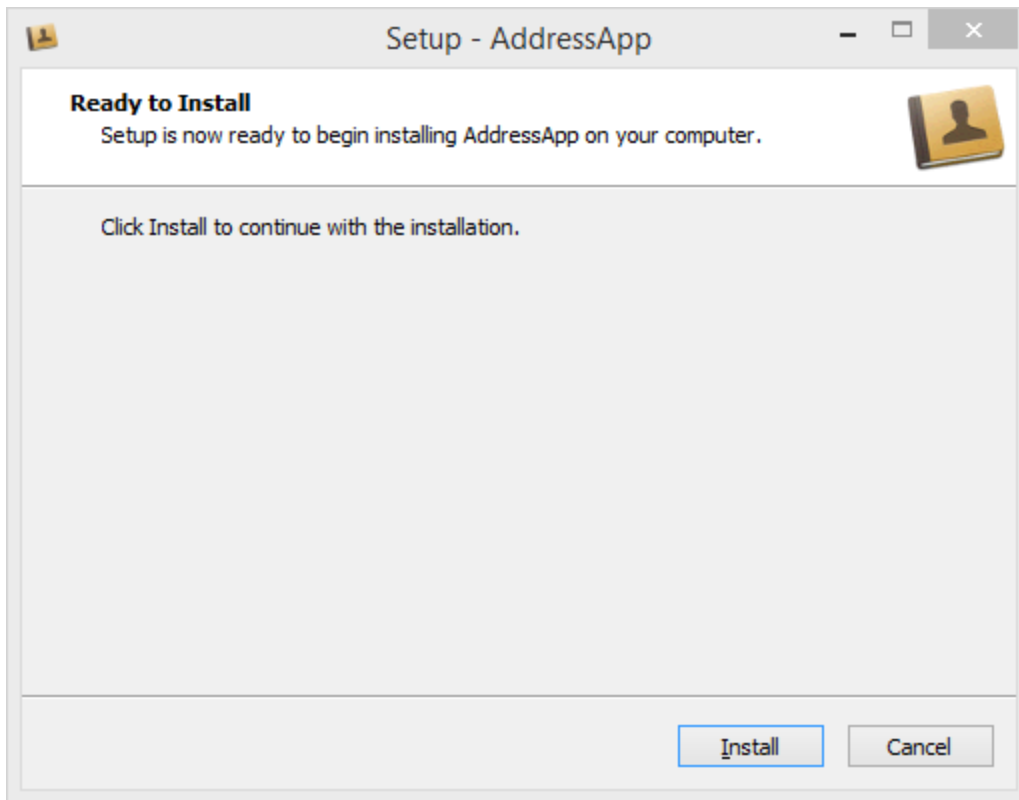 Setup - AddressApp
Ready to Install
Setup is now ready to begin installing AddressApp on your computer.
Click Install to continue with the installation.
Install
Cancel